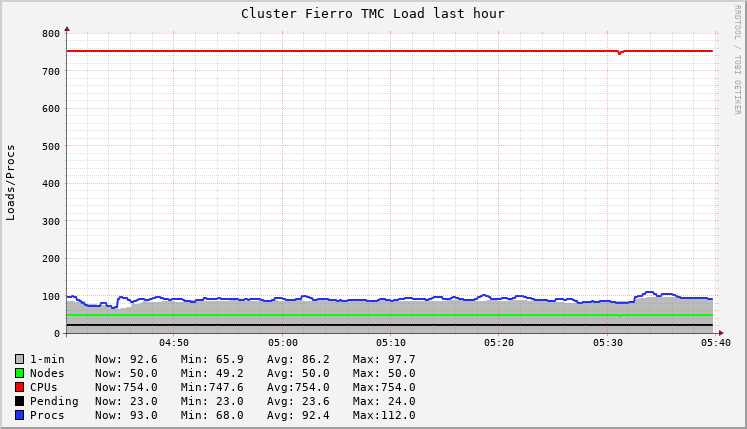 Cluster Fierro TMC Load last hour
RRDTOOL / TOBI OETIKER
Loads/Procs
800
700
600
500
400
300
200
100
0
04:50 05:00 05:10 05:20 05:30 05:40
1-min Now: 92.6 Min: 65.9 Avg: 86.2 Max: 97.7
Nodes Now: 50.0 Min: 49.2 Avg: 50.0 Max: 50.0
CPUs Now:754.0 Min:747.6 Avg:754.0 Max:754.0
Pending Now: 23.0 Min: 23.0 Avg: 23.6 Max: 24.0
Procs Now: 93.0 Min: 68.0 Avg: 92.4 Max:112.0